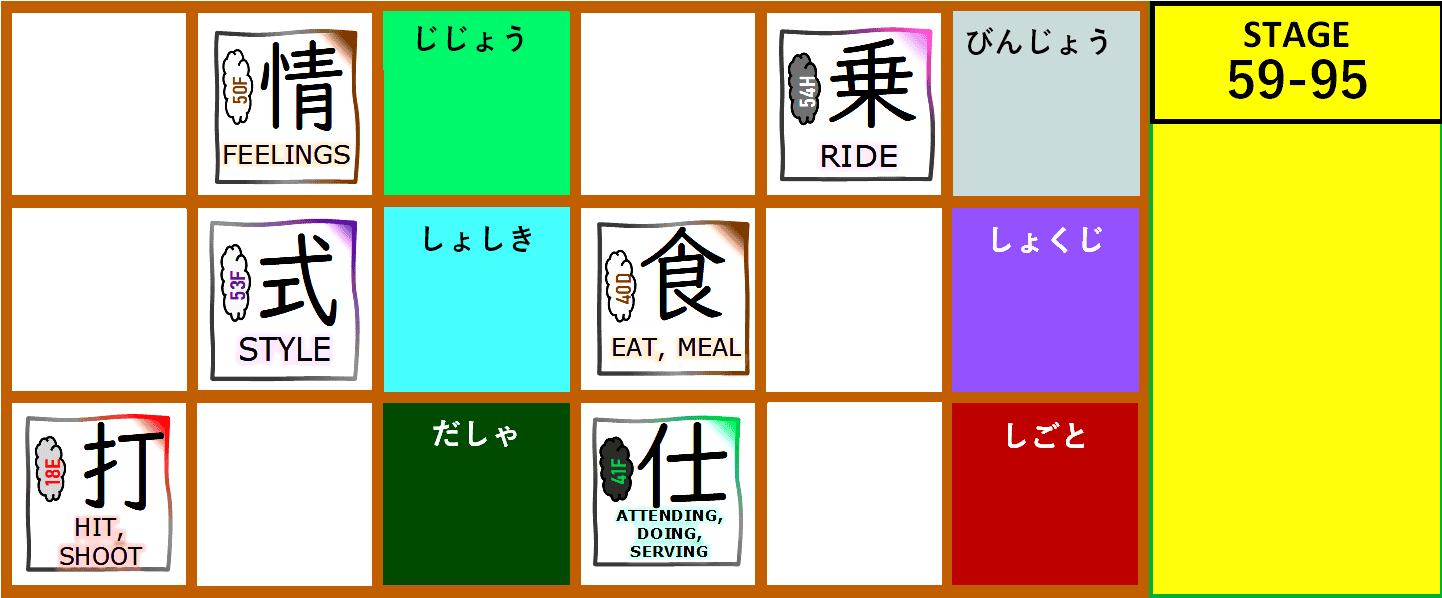 50F
情
FEELINGS
じじょう
54H
乗
RIDE
びんじょう
STAGE
59-95
53F
式
STYLE
しょしき
40D
食
EAT, MEAL
しょくじ
18E
打
HIT,
SHOOT
だしゃ
41F
仕
ATTENDING,
DOING,
SERVING
しごと